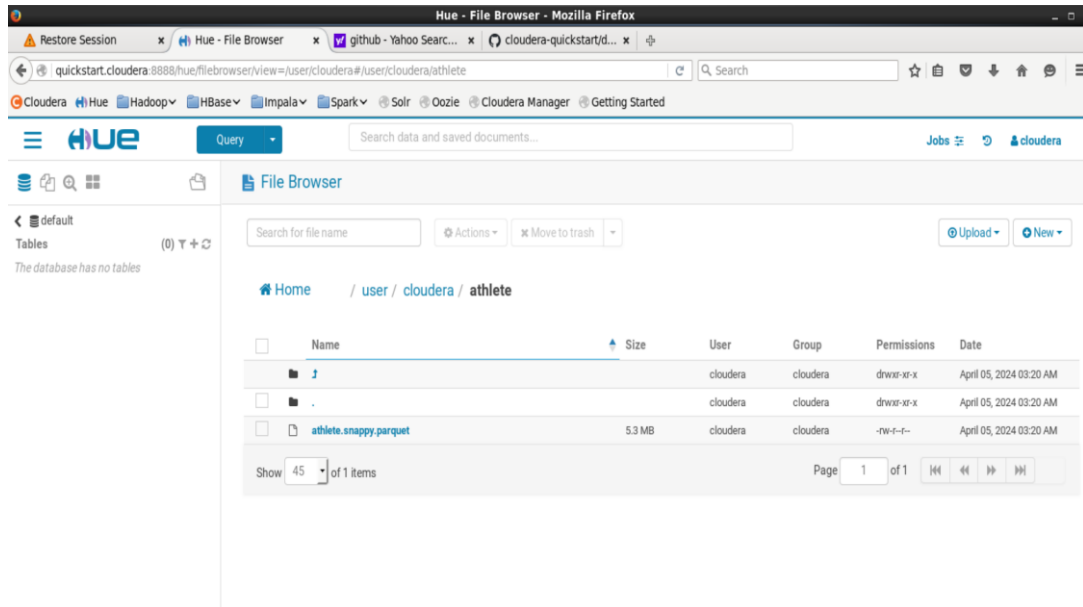 Hue - File Browser - Mozilla Firefox
Restore Session x Hue - File Browser x github - Yahoo Searc... x cloudera-quickstart/d... x
quickstart.cloudera:8888/hue/filebrowser/view=/user/cloudera#/user/cloudera/athlete Search
Cloudera Hue Hadoop HBase Impala Spark Solr Oozie Cloudera Manager Getting Started
HUE Query Search data and saved documents... Jobs cloudera
File Browser
default
Tables (0)
The database has no tables
Search for file name Actions Move to trash Upload New
Home / user / cloudera / athlete
Name Size User Group Permissions Date
cloudera cloudera drwxr-xr-x April 05, 2024 03:20 AM
. cloudera cloudera drwxr-xr-x April 05, 2024 03:20 AM
athlete.snappy.parquet 5.3 MB cloudera cloudera -rw-r--r-- April 05, 2024 03:20 AM
Show 45 of 1 items Page 1 of 1